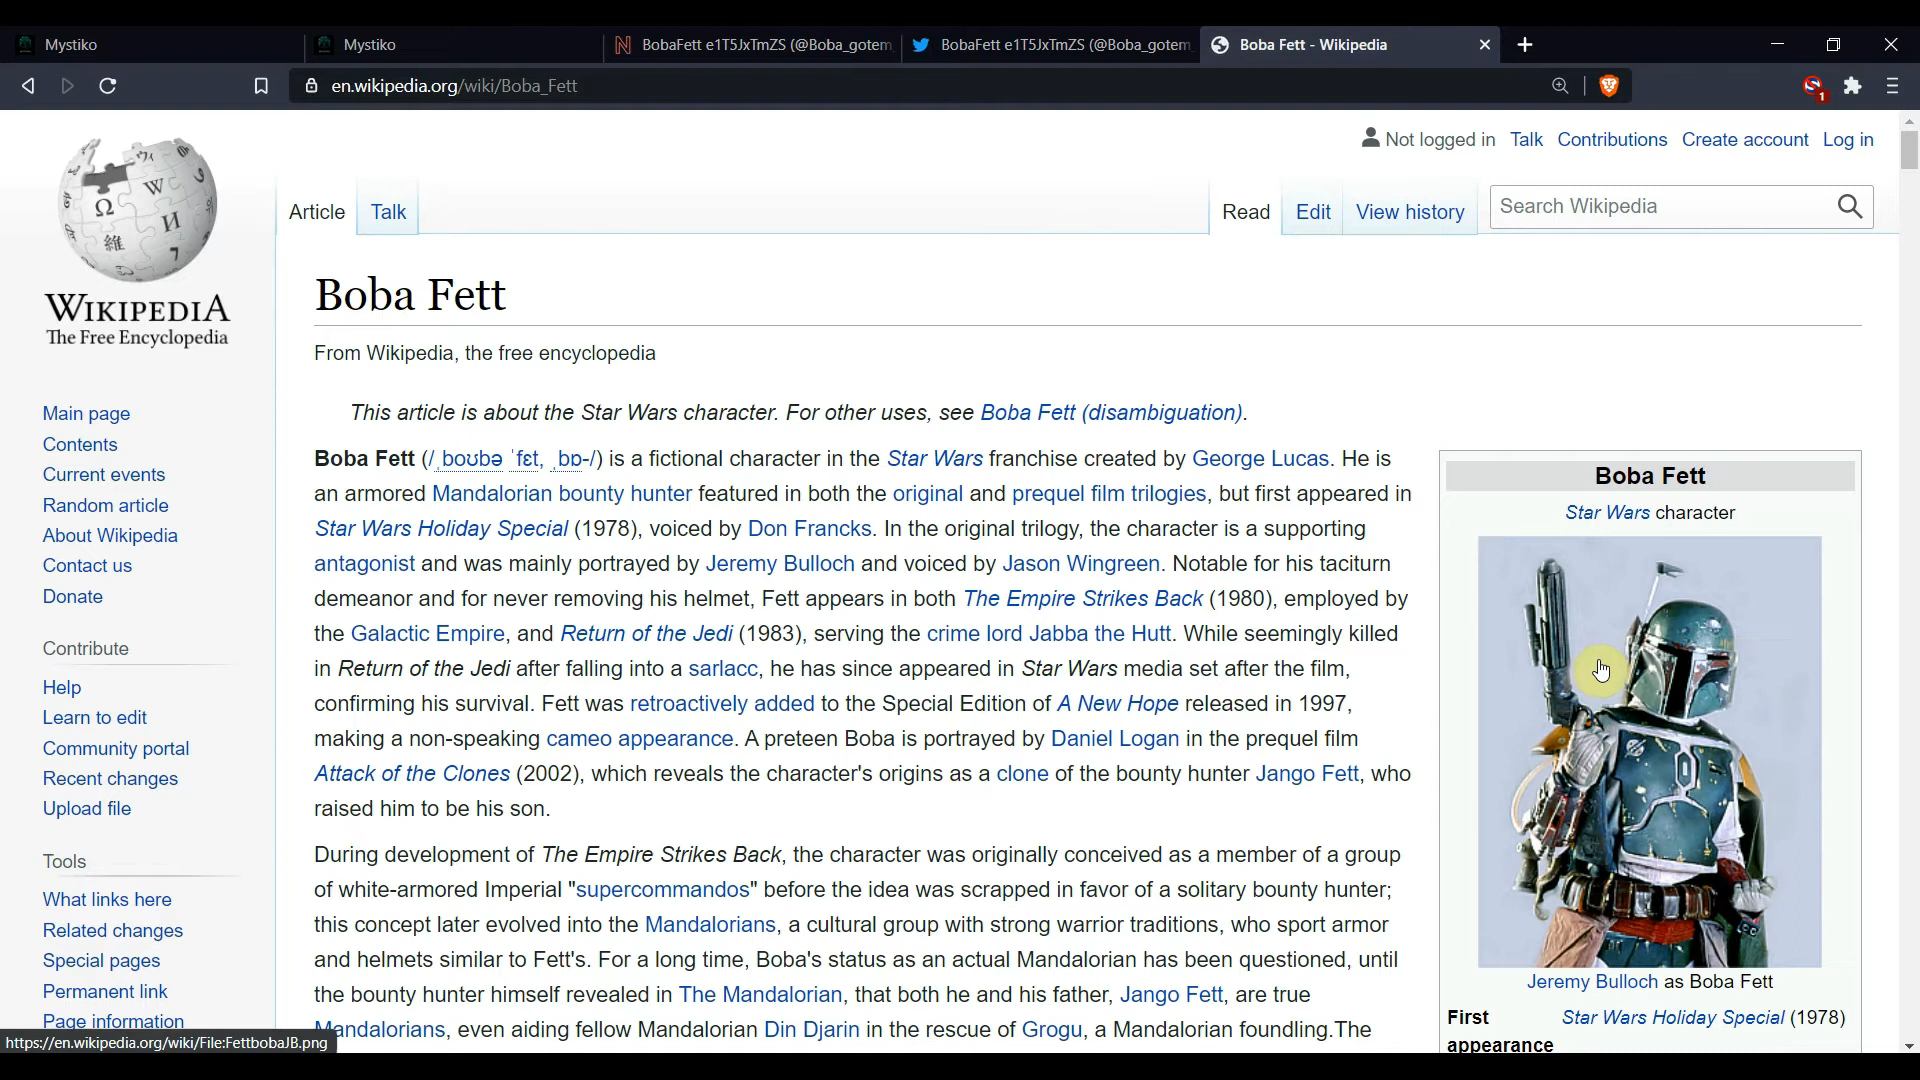 Mystiko
Mystiko
BobaFett e1T5JxTmZS (@Boba_gotem
BobaFett e1T5JxTmZS (@Boba_gotem
Boba Fett - Wikipedia
en.wikipedia.org/wiki/Boba_Fett
1
Not logged in Talk Contributions Create account Log in
Article Talk Read Edit View history Search Wikipedia
WIKIPEDIA
The Free Encyclopedia
Main page
Contents
Current events
Random article
About Wikipedia
Contact us
Donate
Contribute
Help
Learn to edit
Community portal
Recent changes
Upload file
Tools
What links here
Related changes
Special pages
Permanent link
Page information
Boba Fett
From Wikipedia, the free encyclopedia
This article is about the Star Wars character. For other uses, see Boba Fett (disambiguation).
Boba Fett (/ˌboʊbə ˈfɛt, ˌbɒ-/) is a fictional character in the Star Wars franchise created by George Lucas. He is
an armored Mandalorian bounty hunter featured in both the original and prequel film trilogies, but first appeared in
Star Wars Holiday Special (1978), voiced by Don Francks. In the original trilogy, the character is a supporting
antagonist and was mainly portrayed by Jeremy Bulloch and voiced by Jason Wingreen. Notable for his taciturn
demeanor and for never removing his helmet, Fett appears in both The Empire Strikes Back (1980), employed by
the Galactic Empire, and Return of the Jedi (1983), serving the crime lord Jabba the Hutt. While seemingly killed
in Return of the Jedi after falling into a sarlacc, he has since appeared in Star Wars media set after the film,
confirming his survival. Fett was retroactively added to the Special Edition of A New Hope released in 1997,
making a non-speaking cameo appearance. A preteen Boba is portrayed by Daniel Logan in the prequel film
Attack of the Clones (2002), which reveals the character's origins as a clone of the bounty hunter Jango Fett, who
raised him to be his son.
During development of The Empire Strikes Back, the character was originally conceived as a member of a group
of white-armored Imperial "supercommandos" before the idea was scrapped in favor of a solitary bounty hunter;
this concept later evolved into the Mandalorians, a cultural group with strong warrior traditions, who sport armor
and helmets similar to Fett's. For a long time, Boba's status as an actual Mandalorian has been questioned, until
the bounty hunter himself revealed in The Mandalorian, that both he and his father, Jango Fett, are true
Mandalorians, even aiding fellow Mandalorian Din Djarin in the rescue of Grogu, a Mandalorian foundling.The
Boba Fett
Star Wars character
Jeremy Bulloch as Boba Fett
First Star Wars Holiday Special (1978)
appearance
https://en.wikipedia.org/wiki/File:FettbobaJB.png